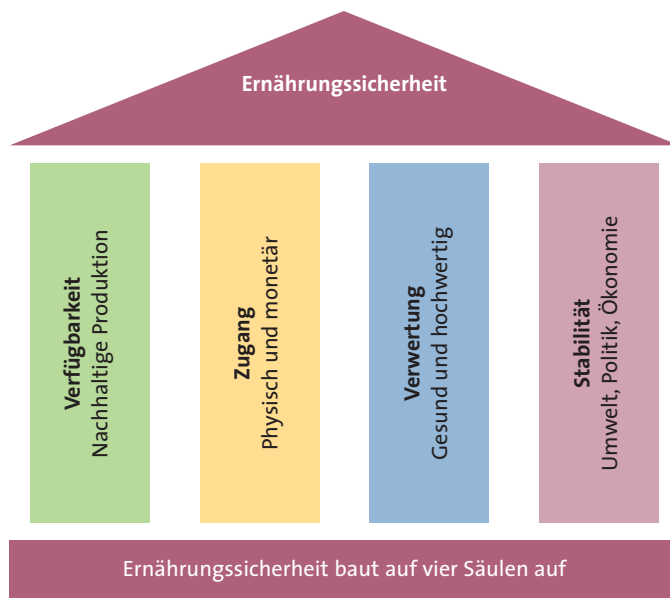 Ernährungssicherheit
Verfügbarkeit
Nachhaltige Produktion
Zugang
Physisch und monetär
Verwertung
Gesund und hochwertig
Stabilität
Umwelt, Politik, Ökonomie
Ernährungssicherheit baut auf vier Säulen auf